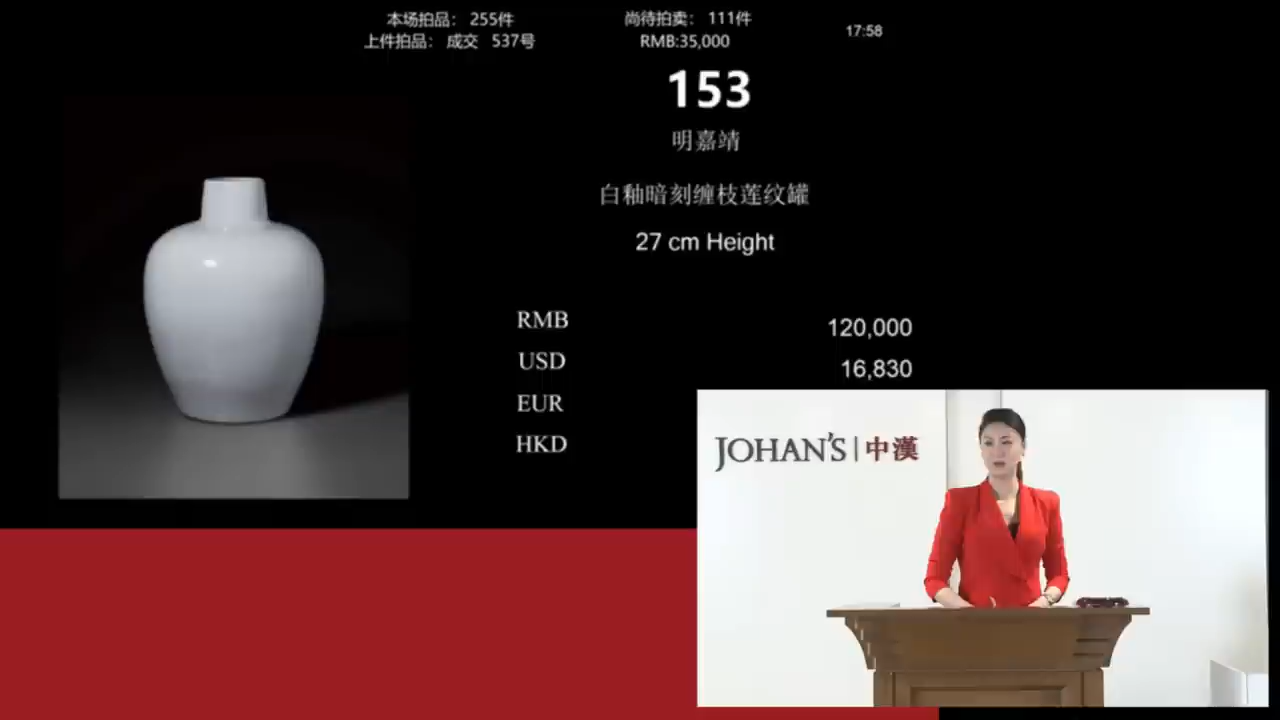 本场拍品： 255件
尚待拍卖： 111件
上件拍品： 成交 537号
RMB:35,000
17:58
153
明嘉靖
白釉暗刻缠枝莲纹罐
27 cm Height
RMB 120,000
USD 16,830
EUR
HKD
JOHAN'S | 中漢